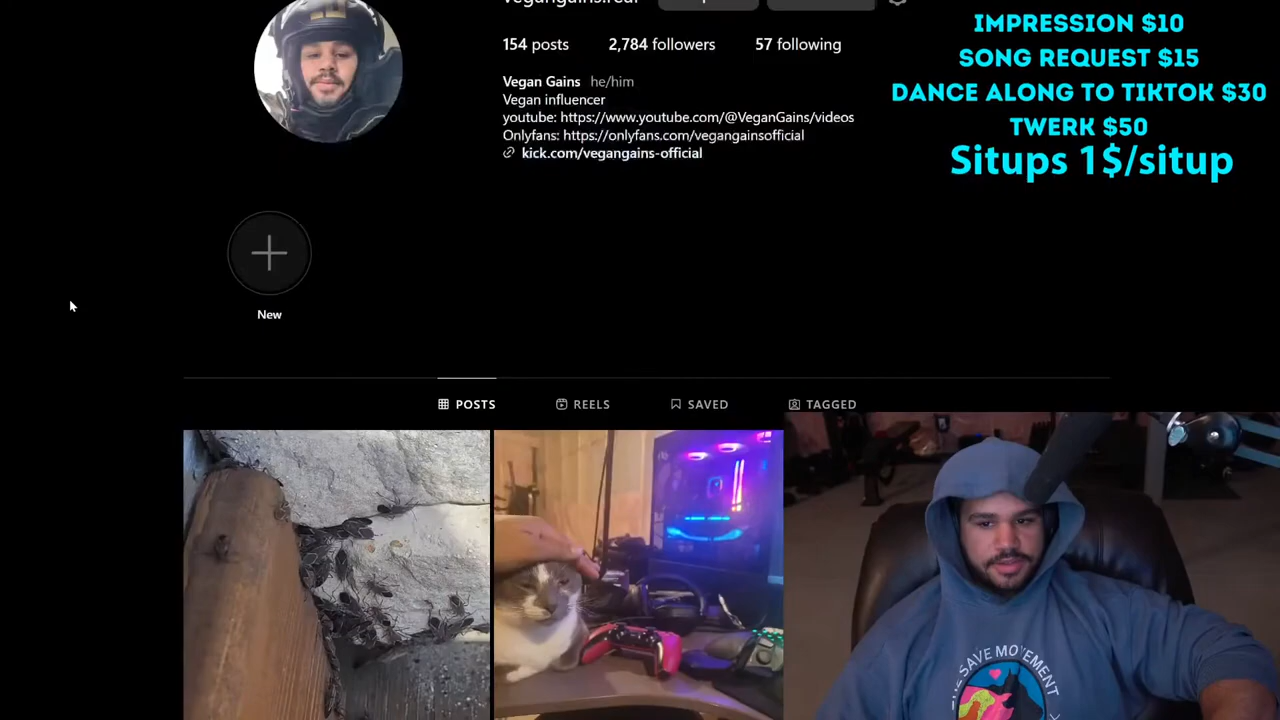 154 posts 2,784 followers 57 following
Vegan Gains he/him
Vegan influencer
youtube: https://www.youtube.com/@VeganGains/videos
Onlyfans: https://onlyfans.com/vegangainsofficial
kick.com/vegangains-official
IMPRESSION $10
SONG REQUEST $15
DANCE ALONG TO TIKTOK $30
TWERK $50
Situps 1$/situp
New
POSTS REELS SAVED TAGGED
SAVE MOVEMENT